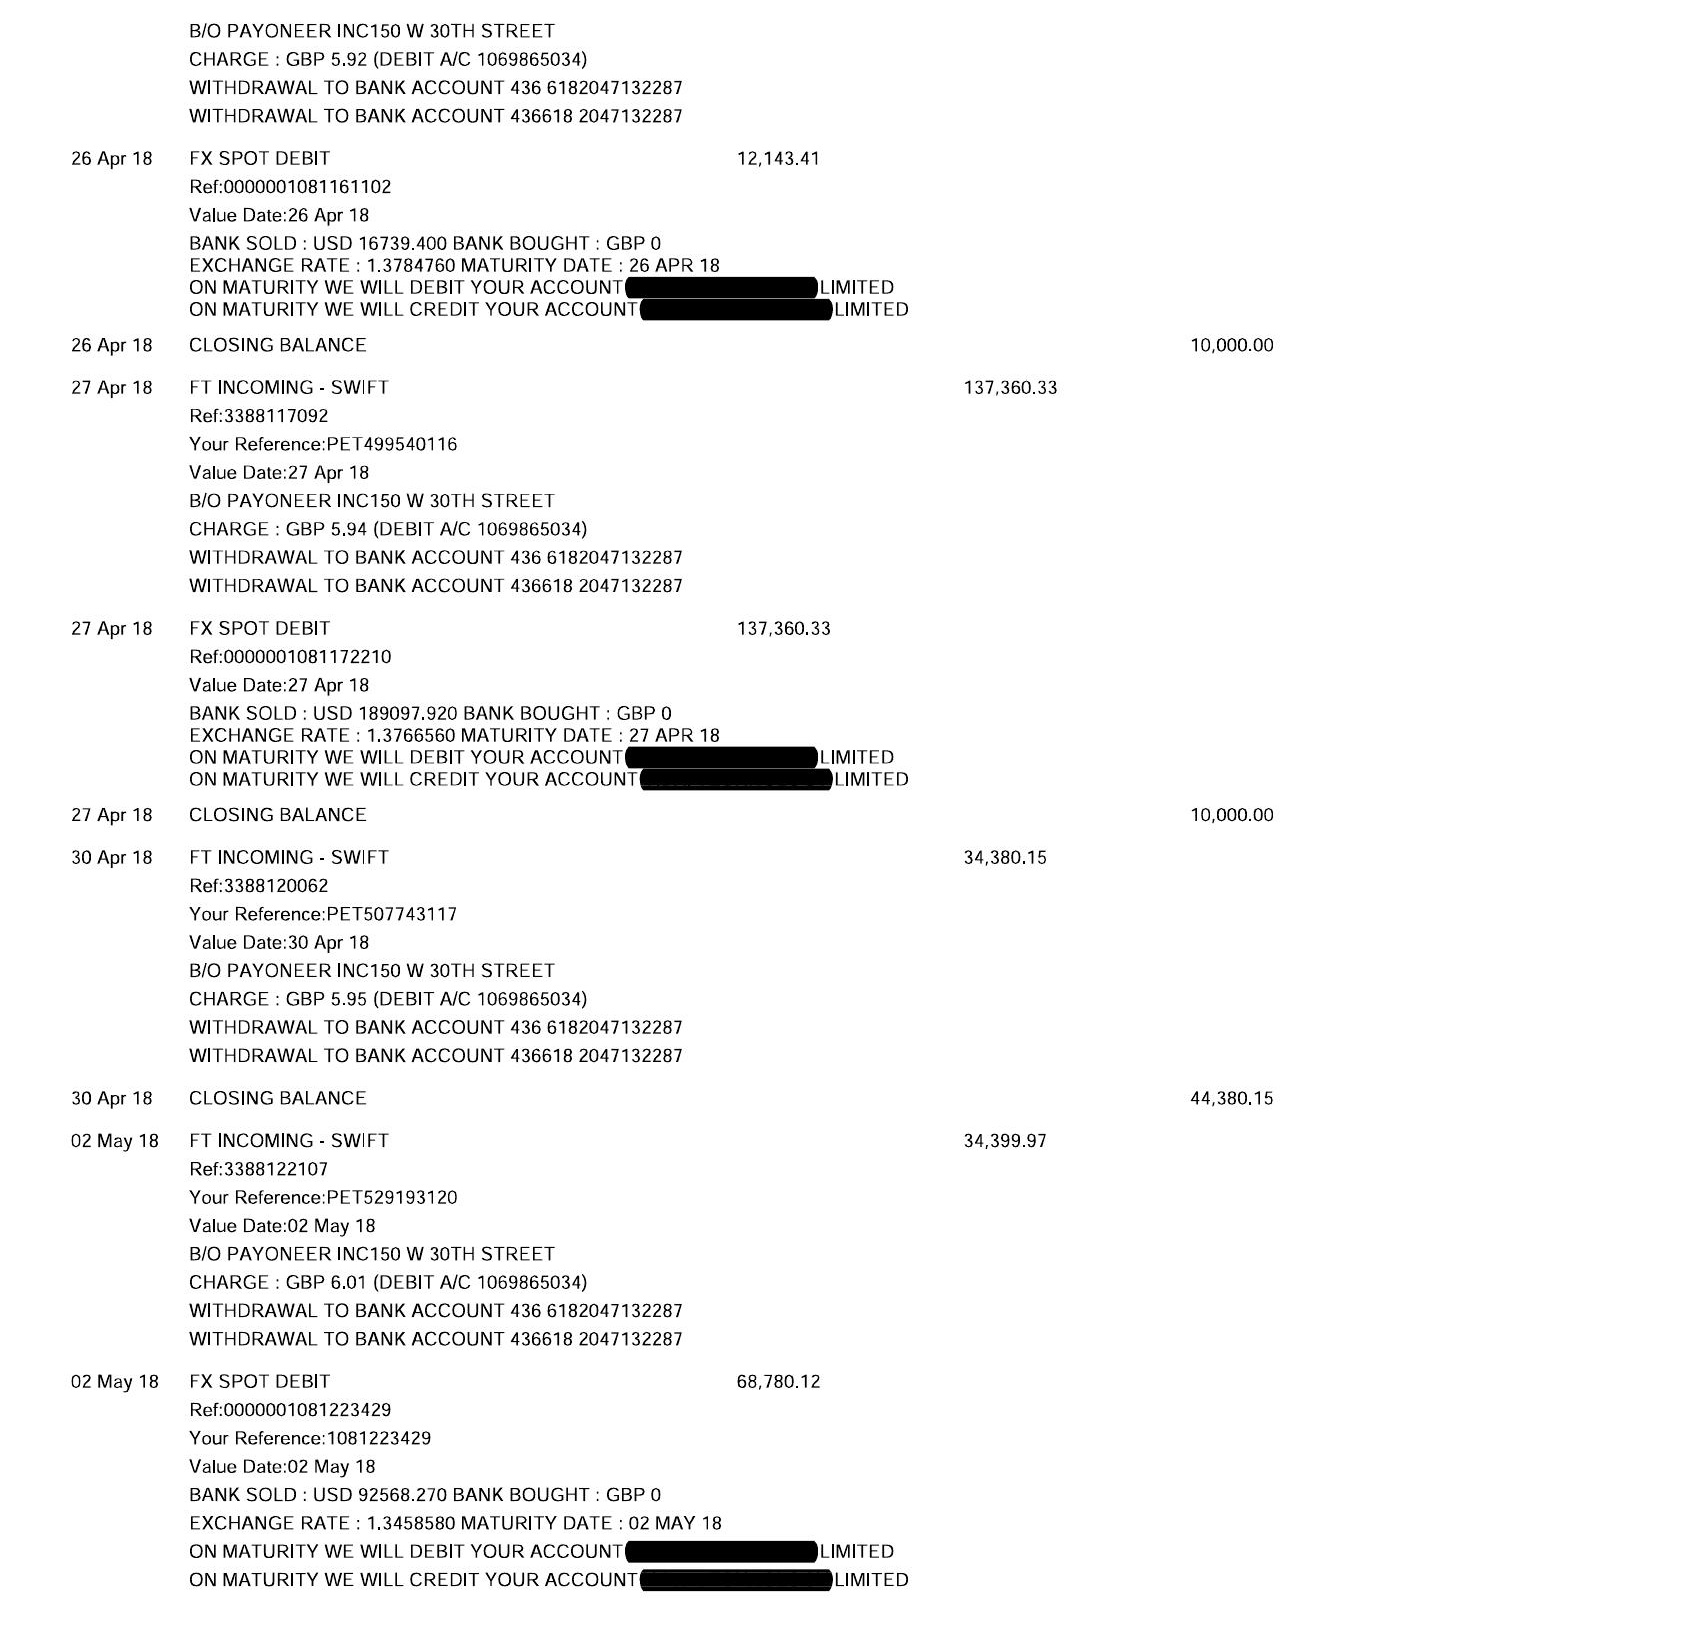 B/O PAYONEER INC150 W 30TH STREET
CHARGE : GBP 5.92 (DEBIT A/C 1069865034)
WITHDRAWAL TO BANK ACCOUNT 436 6182047132287
WITHDRAWAL TO BANK ACCOUNT 436618 2047132287
26 Apr 18 FX SPOT DEBIT 12,143.41
Ref:0000001081161102
Value Date:26 Apr 18
BANK SOLD : USD 16739.400 BANK BOUGHT : GBP 0
EXCHANGE RATE : 1.3784760 MATURITY DATE : 26 APR 18
ON MATURITY WE WILL DEBIT YOUR ACCOUNT LIMITED
ON MATURITY WE WILL CREDIT YOUR ACCOUNT LIMITED
26 Apr 18 CLOSING BALANCE 10,000.00
27 Apr 18 FT INCOMING - SWIFT 137,360.33
Ref:3388117092
Your Reference:PET499540116
Value Date:27 Apr 18
B/O PAYONEER INC150 W 30TH STREET
CHARGE : GBP 5.94 (DEBIT A/C 1069865034)
WITHDRAWAL TO BANK ACCOUNT 436 6182047132287
WITHDRAWAL TO BANK ACCOUNT 436618 2047132287
27 Apr 18 FX SPOT DEBIT 137,360.33
Ref:0000001081172210
Value Date:27 Apr 18
BANK SOLD : USD 189097.920 BANK BOUGHT : GBP 0
EXCHANGE RATE : 1.3766560 MATURITY DATE : 27 APR 18
ON MATURITY WE WILL DEBIT YOUR ACCOUNT LIMITED
ON MATURITY WE WILL CREDIT YOUR ACCOUNT LIMITED
27 Apr 18 CLOSING BALANCE 10,000.00
30 Apr 18 FT INCOMING - SWIFT 34,380.15
Ref:3388120062
Your Reference:PET507743117
Value Date:30 Apr 18
B/O PAYONEER INC150 W 30TH STREET
CHARGE : GBP 5.95 (DEBIT A/C 1069865034)
WITHDRAWAL TO BANK ACCOUNT 436 6182047132287
WITHDRAWAL TO BANK ACCOUNT 436618 2047132287
30 Apr 18 CLOSING BALANCE 44,380.15
02 May 18 FT INCOMING - SWIFT 34,399.97
Ref:3388122107
Your Reference:PET529193120
Value Date:02 May 18
B/O PAYONEER INC150 W 30TH STREET
CHARGE : GBP 6.01 (DEBIT A/C 1069865034)
WITHDRAWAL TO BANK ACCOUNT 436 6182047132287
WITHDRAWAL TO BANK ACCOUNT 436618 2047132287
02 May 18 FX SPOT DEBIT 68,780.12
Ref:0000001081223429
Your Reference:1081223429
Value Date:02 May 18
BANK SOLD : USD 92568.270 BANK BOUGHT : GBP 0
EXCHANGE RATE : 1.3458580 MATURITY DATE : 02 MAY 18
ON MATURITY WE WILL DEBIT YOUR ACCOUNT LIMITED
ON MATURITY WE WILL CREDIT YOUR ACCOUNT LIMITED